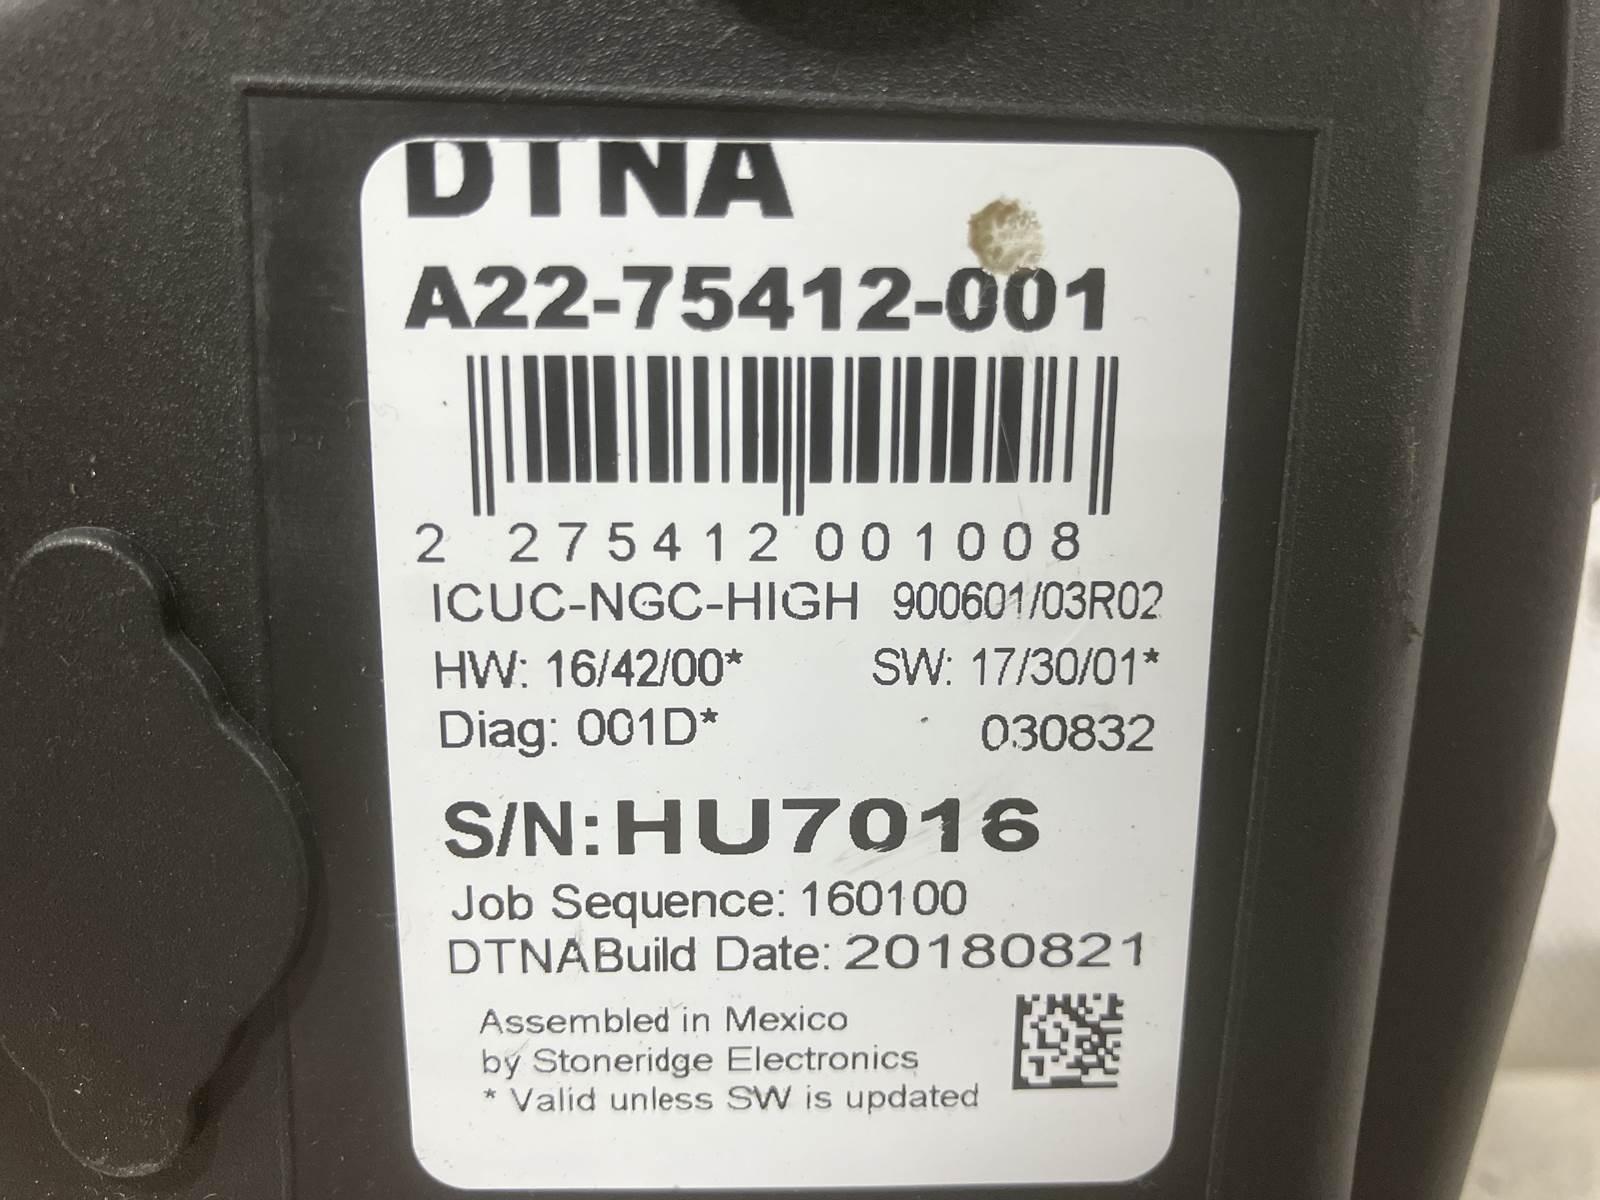 DTNA
A22-75412-001
2 275412 001008
ICUC-NGC-HIGH 900601/03R02
HW: 16/42/00* SW: 17/30/01*
Diag: 001D* 030832
S/N: HU7016
Job Sequence: 160100
DTNA Build Date: 20180821
Assembled in Mexico
by Stoneridge Electronics
* Valid unless SW is updated